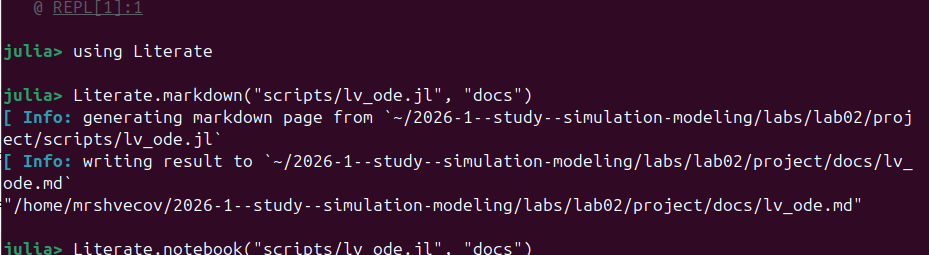 @ REPL[1]:1
julia> using Literate
julia> Literate.markdown("scripts/lv_ode.jl", "docs")
[ Info: generating markdown page from `~/2026-1--study--simulation-modeling/labs/lab02/proj
ect/scripts/lv_ode.jl`
[ Info: writing result to `~/2026-1--study--simulation-modeling/labs/lab02/project/docs/lv_
ode.md`
"/home/mrshvecov/2026-1--study--simulation-modeling/labs/lab02/project/docs/lv_ode.md"
julia> Literate.notebook("scripts/lv_ode.jl", "docs")